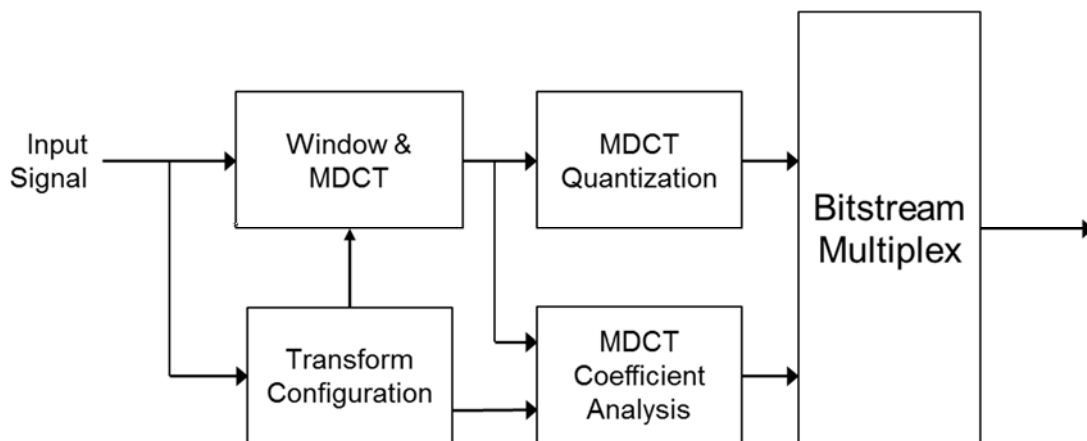 Input
Signal
Window &
MDCT
MDCT
Quantization
Bitstream
Multiplex
Transform
Configuration
MDCT
Coefficient
Analysis